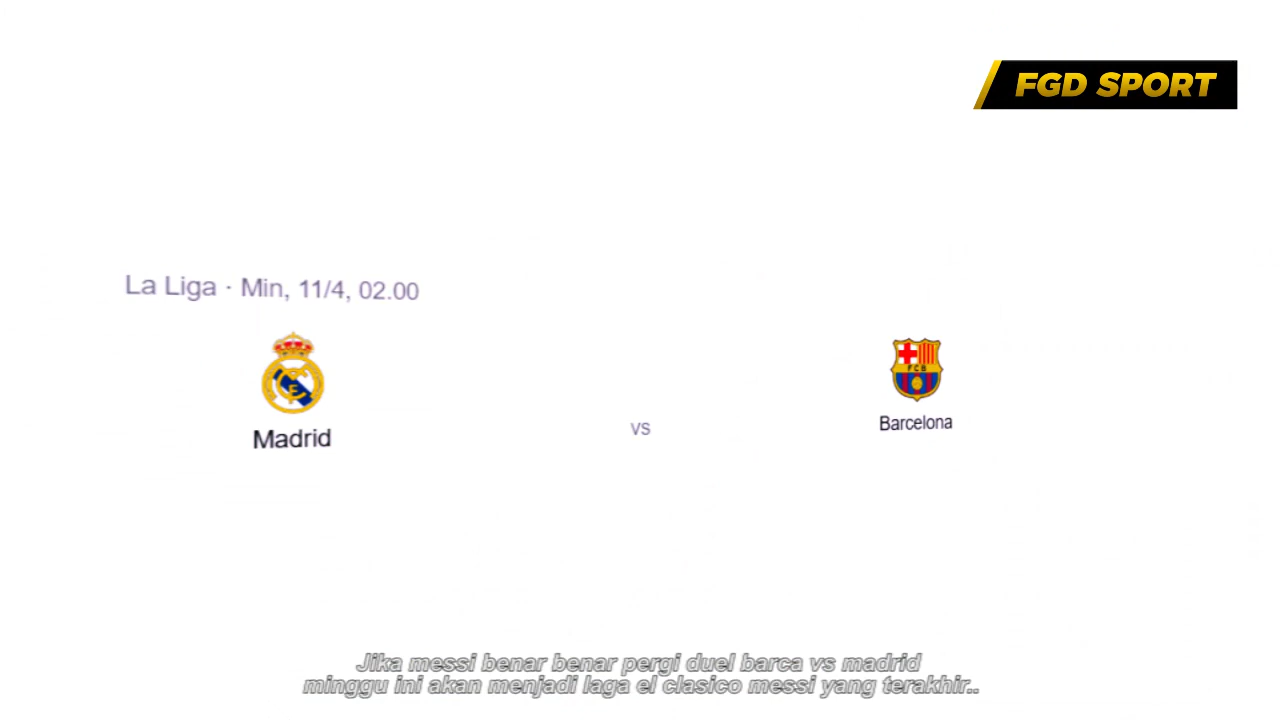 FGD SPORT
La Liga · Min, 11/4, 02.00
Madrid
vs
Barcelona
FCB
Jika messi benar benar pergi duel barca vs madrid
minggu ini akan menjadi laga el clasico messi yang terakhir..